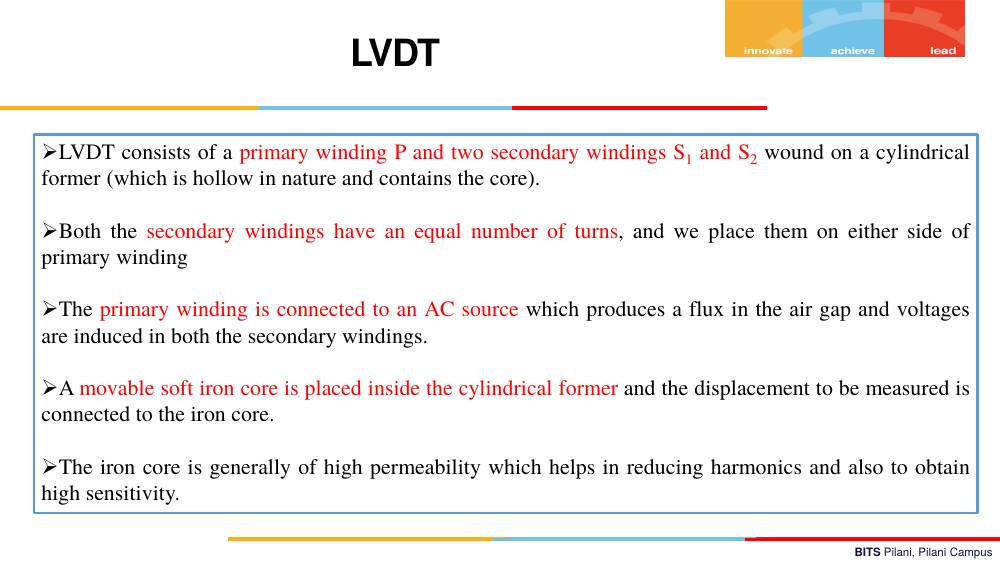 LVDT
innovate achieve lead
➢LVDT consists of a primary winding P and two secondary windings S₁ and S₂ wound on a cylindrical
former (which is hollow in nature and contains the core).
➢Both the secondary windings have an equal number of turns, and we place them on either side of
primary winding
➢The primary winding is connected to an AC source which produces a flux in the air gap and voltages
are induced in both the secondary windings.
➢A movable soft iron core is placed inside the cylindrical former and the displacement to be measured is
connected to the iron core.
➢The iron core is generally of high permeability which helps in reducing harmonics and also to obtain
high sensitivity.
BITS Pilani, Pilani Campus